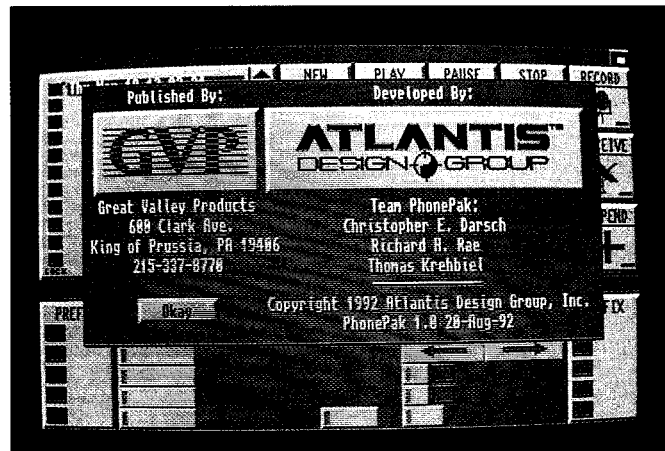 NEW PLAY PAUSE STOP RECORD
Published By:
Developed By:
GVP
ATLANTIS™
DESIGN GROUP
Great Valley Products
600 Clark Ave.
King of Prussia, PA 19406
215-337-8770
Team PhonePak:
Christopher E. Darsch
Richard H. Rae
Thomas Krehbiel
Okay
Copyright 1992 Atlantis Design Group, Inc.
PhonePak 1.0 20-Aug-92